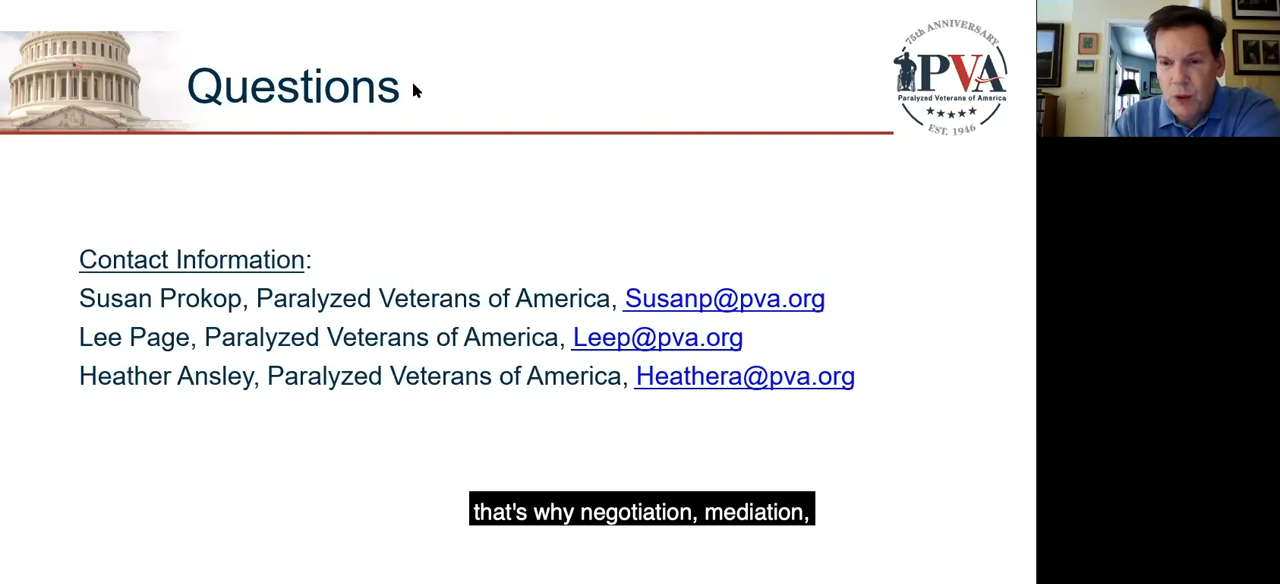 Questions
75th ANNIVERSARY
PVA
Paralyzed Veterans of America
EST. 1946
Contact Information:
Susan Prokop, Paralyzed Veterans of America, Susanp@pva.org
Lee Page, Paralyzed Veterans of America, Leep@pva.org
Heather Ansley, Paralyzed Veterans of America, Heathera@pva.org
that's why negotiation, mediation,